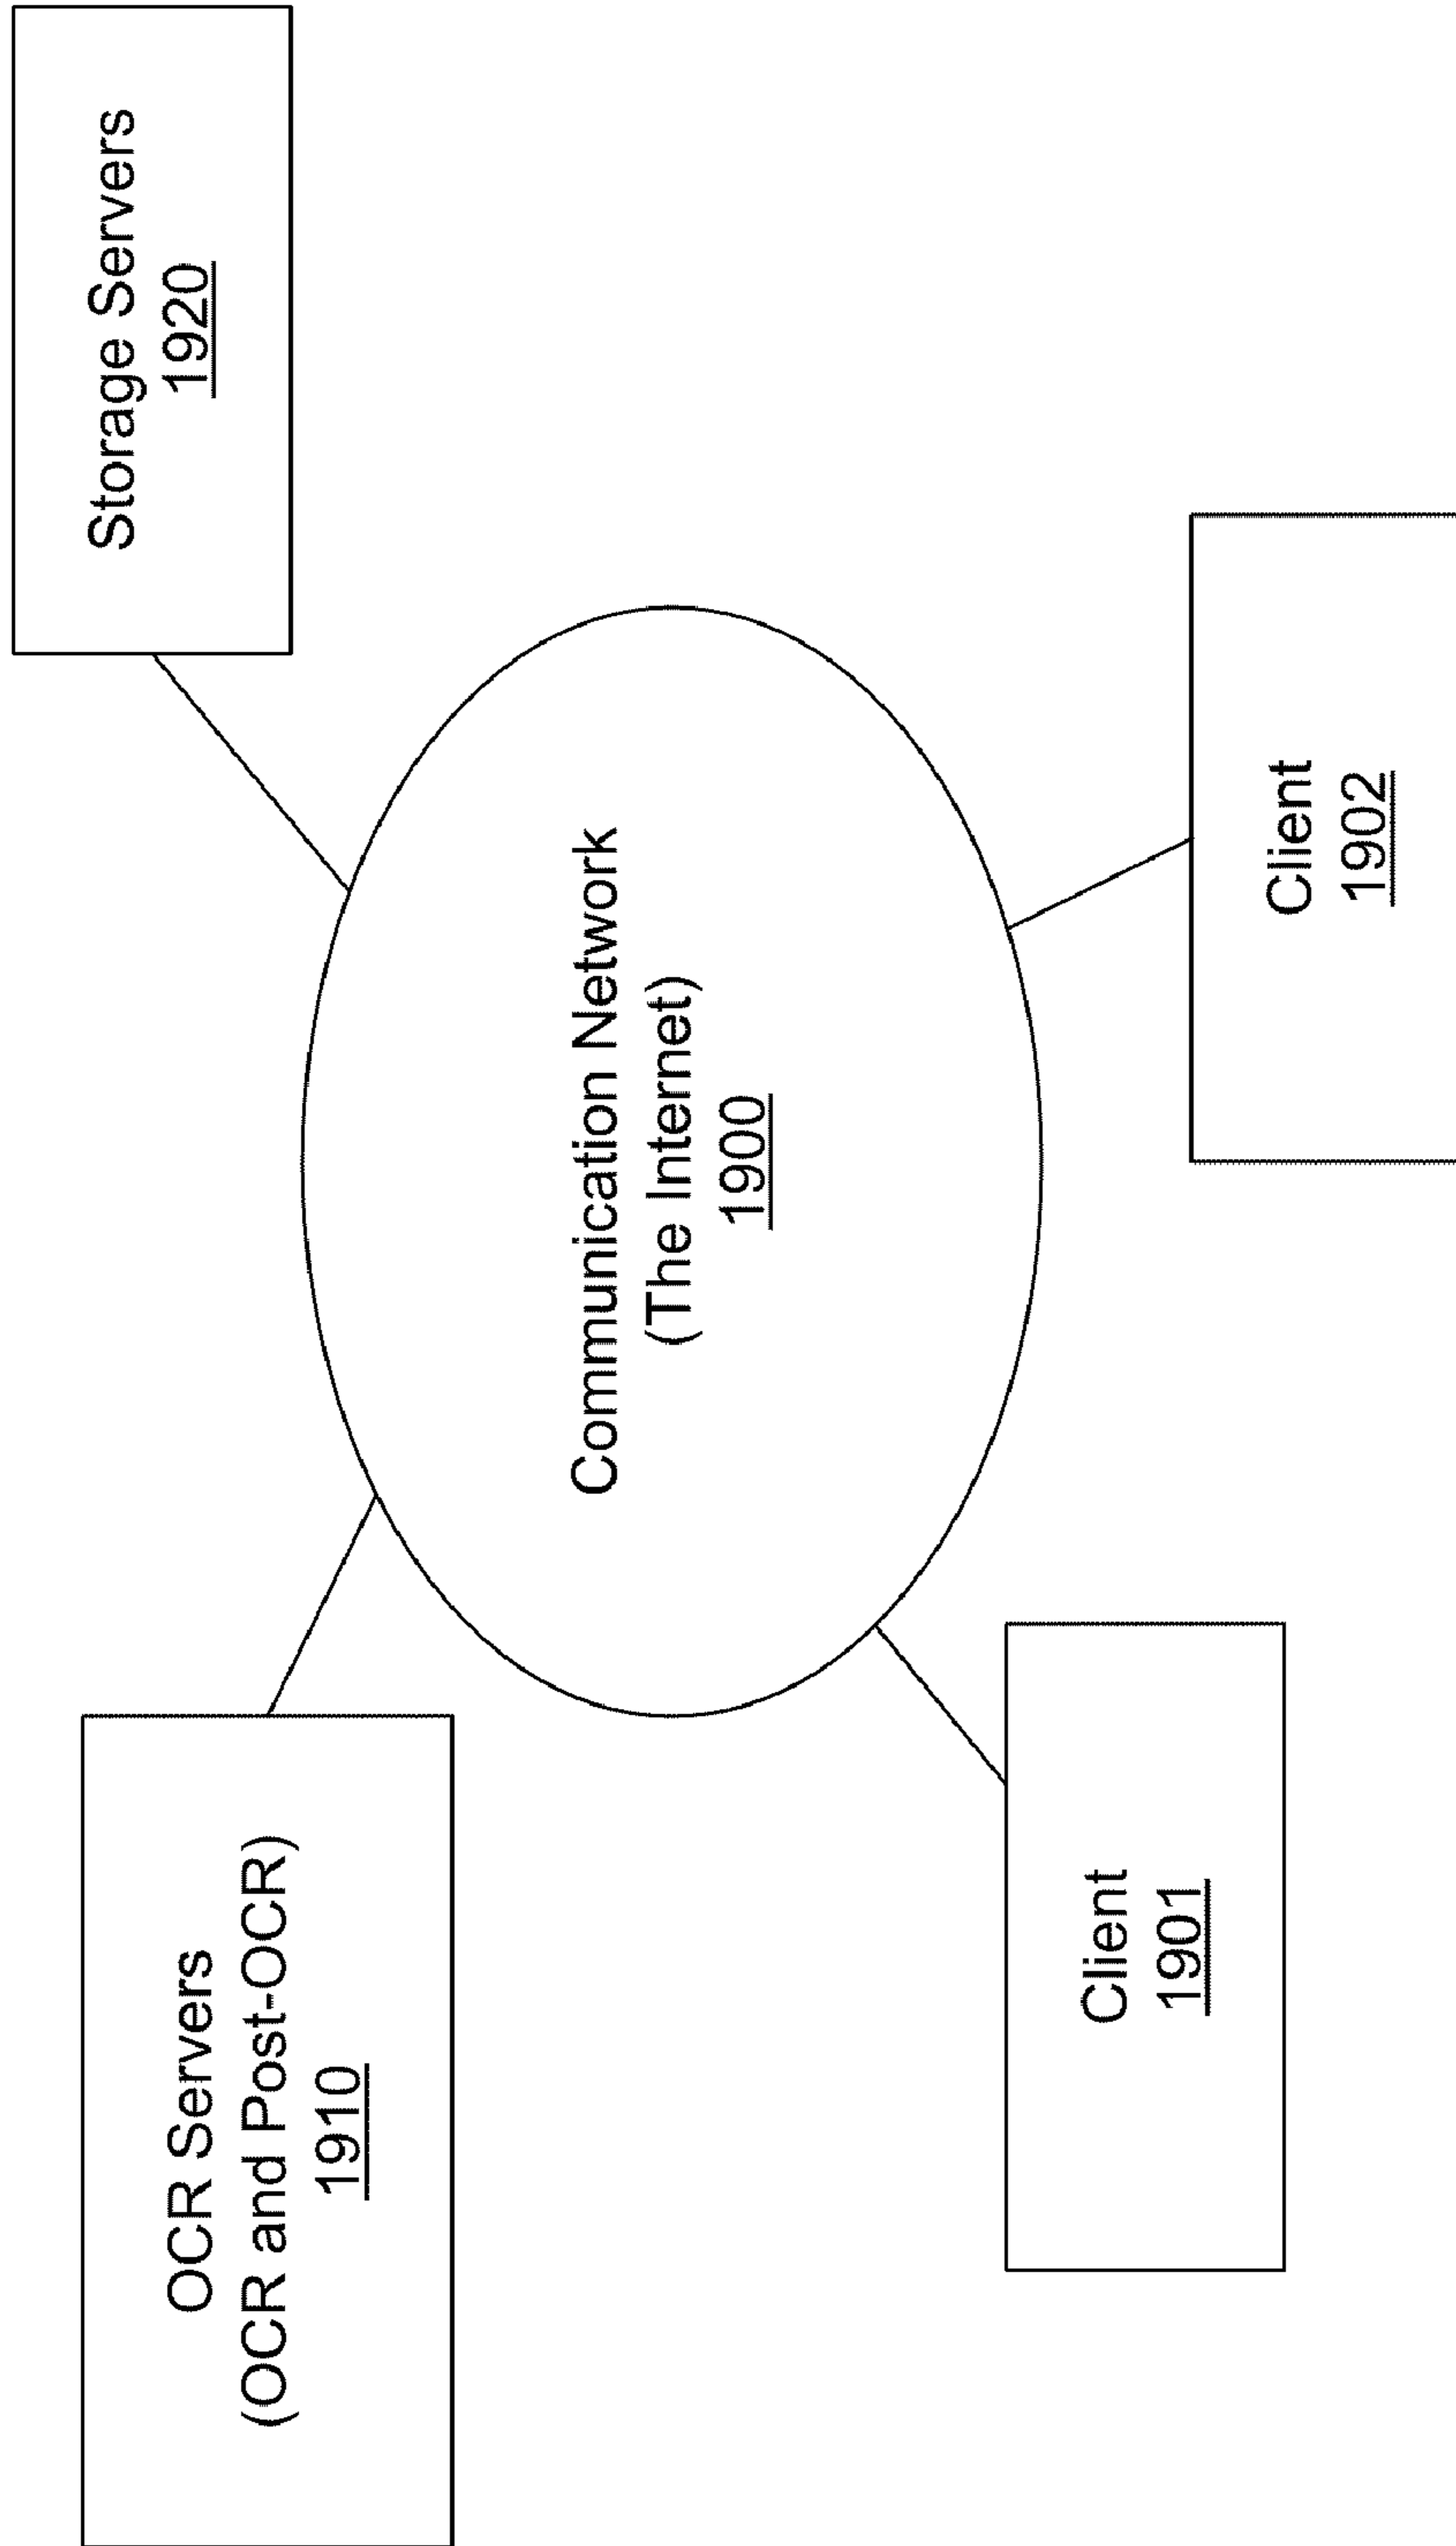 OCR Servers
(OCR and Post-OCR)
1910
Storage Servers
1920
Communication Network
(The Internet)
1900
Client
1901
Client
1902